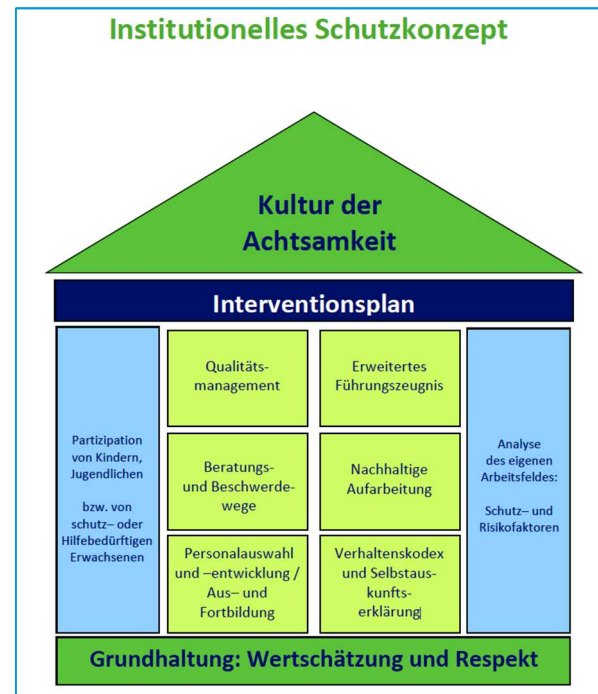 Institutionelles Schutzkonzept
Kultur der
Achtsamkeit
Interventionsplan
Partizipation
von Kindern,
Jugendlichen
bzw. von
schutz– oder
Hilfebedürftigen
Erwachsenen
Qualitäts-
management
Erweitertes
Führungszeugnis
Beratungs-
und Beschwerde-
wege
Nachhaltige
Aufarbeitung
Personalauswahl
und –entwicklung /
Aus– und
Fortbildung
Verhaltenskodex
und Selbstaus-
kunfts-
erklärung
Analyse
des eigenen
Arbeitsfeldes:
Schutz– und
Risikofaktoren
Grundhaltung: Wertschätzung und Respekt